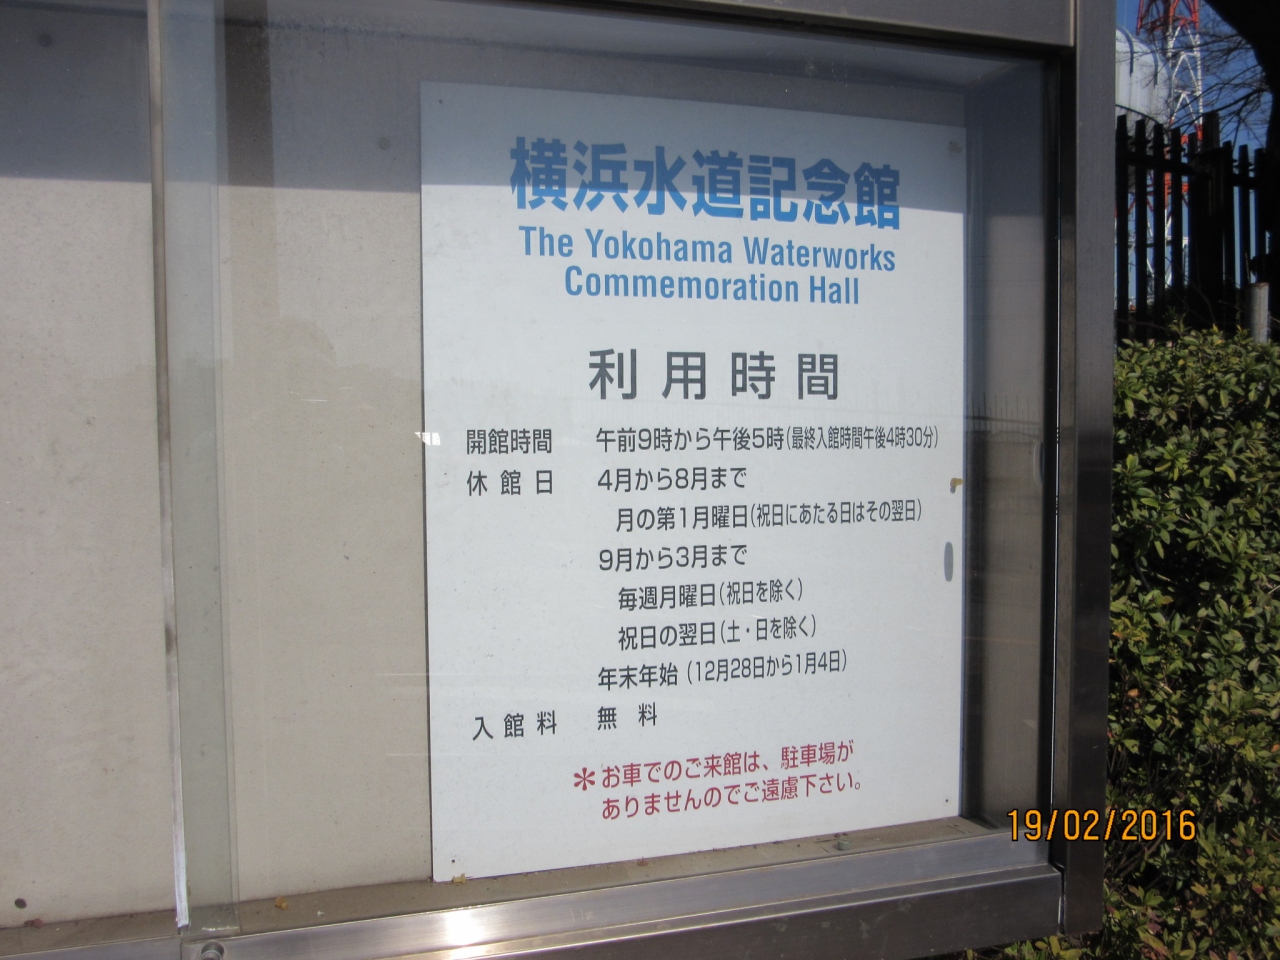 横浜水道記念館
The Yokohama Waterworks
Commemoration Hall
利用時間
開館時間 午前9時から午後5時(最終入館時間午後4時30分)
休館日 4月から8月まで
月の第1月曜日(祝日にあたる日はその翌日)
9月から3月まで
毎週月曜日(祝日を除く)
祝日の翌日(土・日を除く)
年末年始(12月28日から1月4日)
入館料 無料
＊お車でのご来館は、駐車場が
ありませんのでご遠慮下さい。
19/02/2016